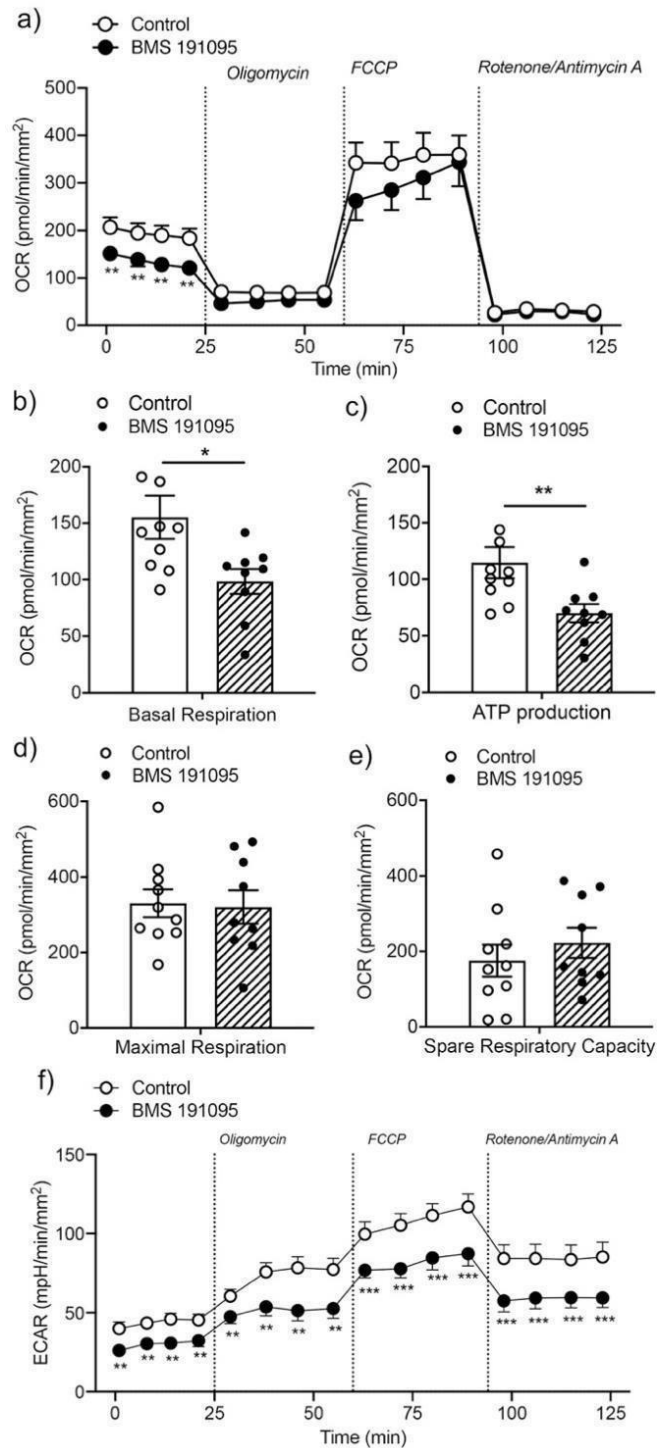 a)
Control
BMS 191095
Oligomycin
FCCP
Rotenone/Antimycin A
500
400
300
200
100
0
OCR (pmol/min/mm²)
** ** ** **
0 25 50 75 100 125
Time (min)
b)
Control
BMS 191095
*
200
150
100
50
0
OCR (pmol/min/mm²)
Basal Respiration
c)
Control
BMS 191095
**
200
150
100
50
0
OCR (pmol/min/mm²)
ATP production
d)
Control
BMS 191095
600
400
200
0
OCR (pmol/min/mm²)
Maximal Respiration
e)
Control
BMS 191095
600
400
200
0
OCR (pmol/min/mm²)
Spare Respiratory Capacity
f)
Control
BMS 191095
Oligomycin
FCCP
Rotenone/Antimycin A
150
100
50
0
ECAR (mpH/min/mm²)
** ** ** ** ** ** ** ** *** *** *** *** *** *** *** ***
0 25 50 75 100 125
Time (min)